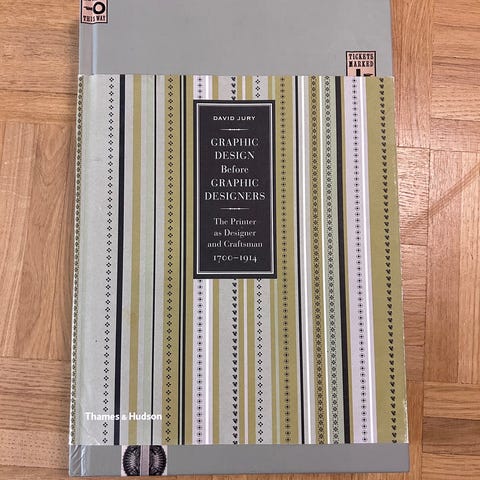 THIS WAY
TICKETS
MARKED
DAVID JURY
GRAPHIC
DESIGN
Before
GRAPHIC
DESIGNERS
The Printer
as Designer
and Craftsman
1700–1914
Thames & Hudson